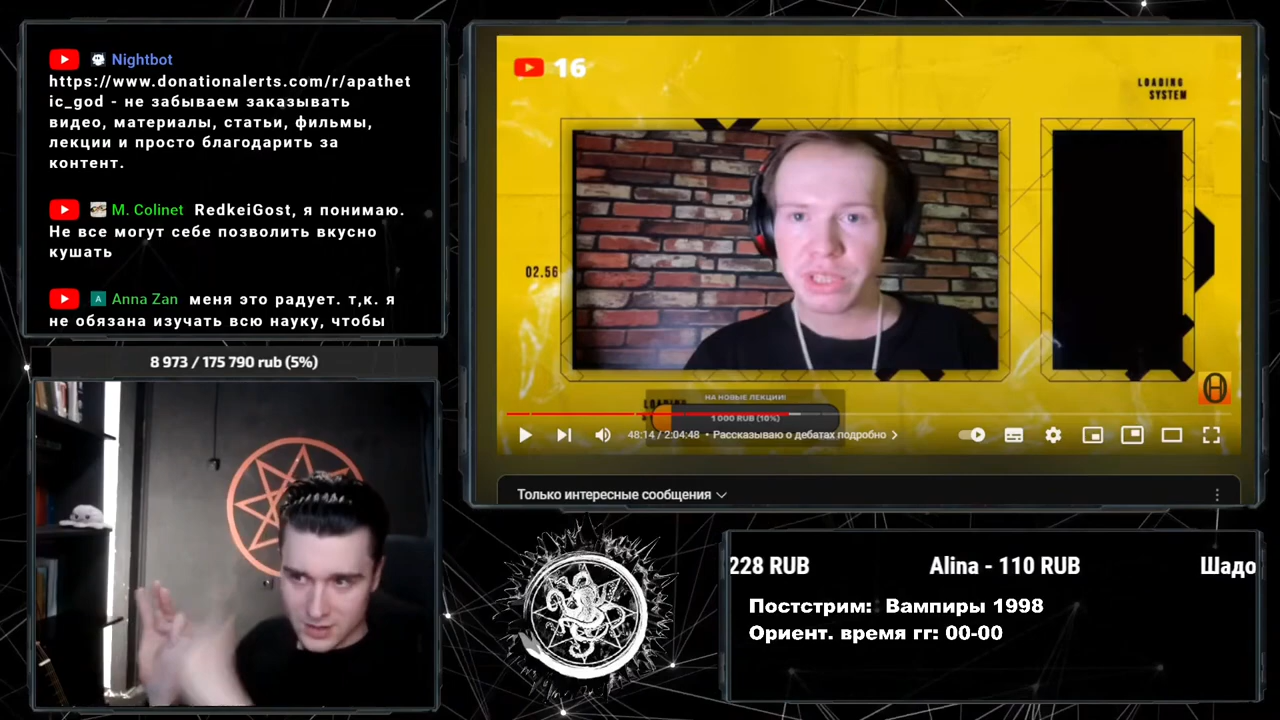 Nightbot
https://www.donationalerts.com/r/apathet
ic_god - не забываем заказывать
видео, материалы, статьи, фильмы,
лекции и просто благодарить за
контент.
M. Colinet RedkeiGost, я понимаю.
Не все могут себе позволить вкусно
кушать
A Anna Zan меня это радует. т,к. я
не обязана изучать всю науку, чтобы
8 973 / 175 790 rub (5%)
16
LOADING
SYSTEM
02.56
НА НОВЫЕ ЛЕКЦИИ!
LOADING
1 000 RUB (10%)
48:14 / 2:04:48 • Рассказываю о дебатах подробно
Только интересные сообщения
228 RUB Alina - 110 RUB Шадо
Постстрим: Вампиры 1998
Ориент. время гг: 00-00